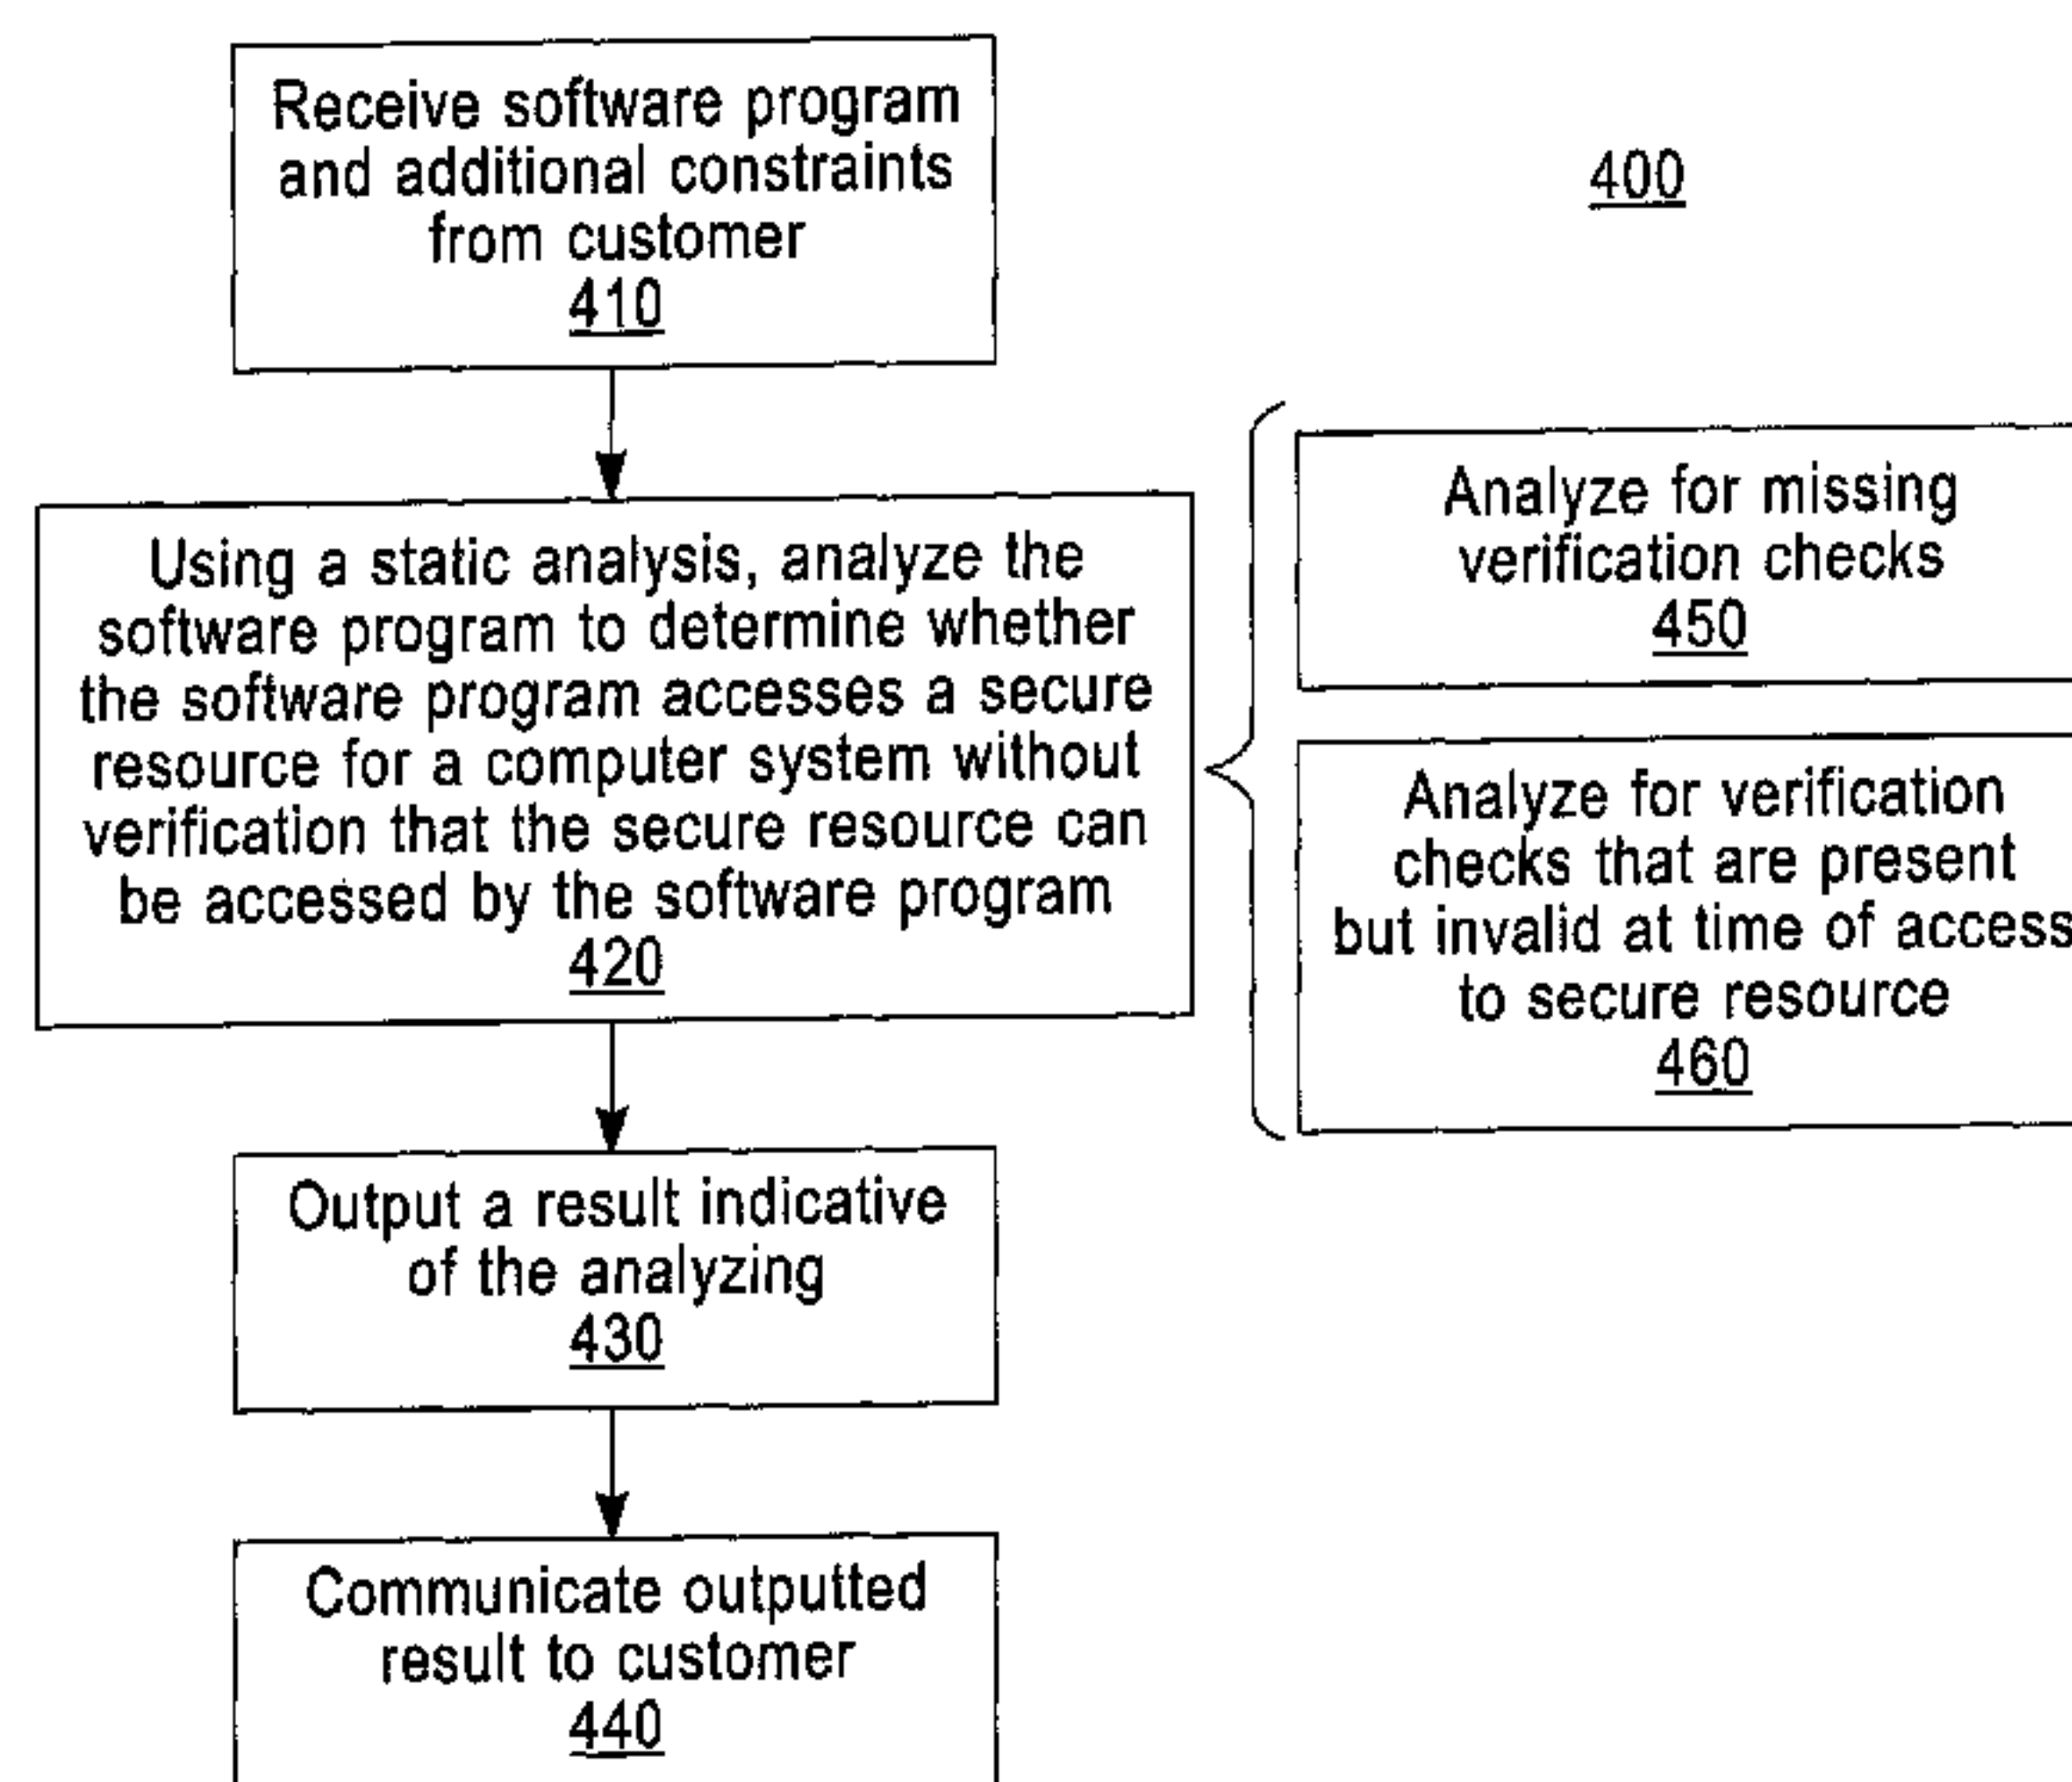 Receive software program
and additional constraints
from customer
410
400
Using a static analysis, analyze the
software program to determine whether
the software program accesses a secure
resource for a computer system without
verification that the secure resource can
be accessed by the software program
420
Analyze for missing
verification checks
450
Analyze for verification
checks that are present
but invalid at time of access
to secure resource
460
Output a result indicative
of the analyzing
430
Communicate outputted
result to customer
440